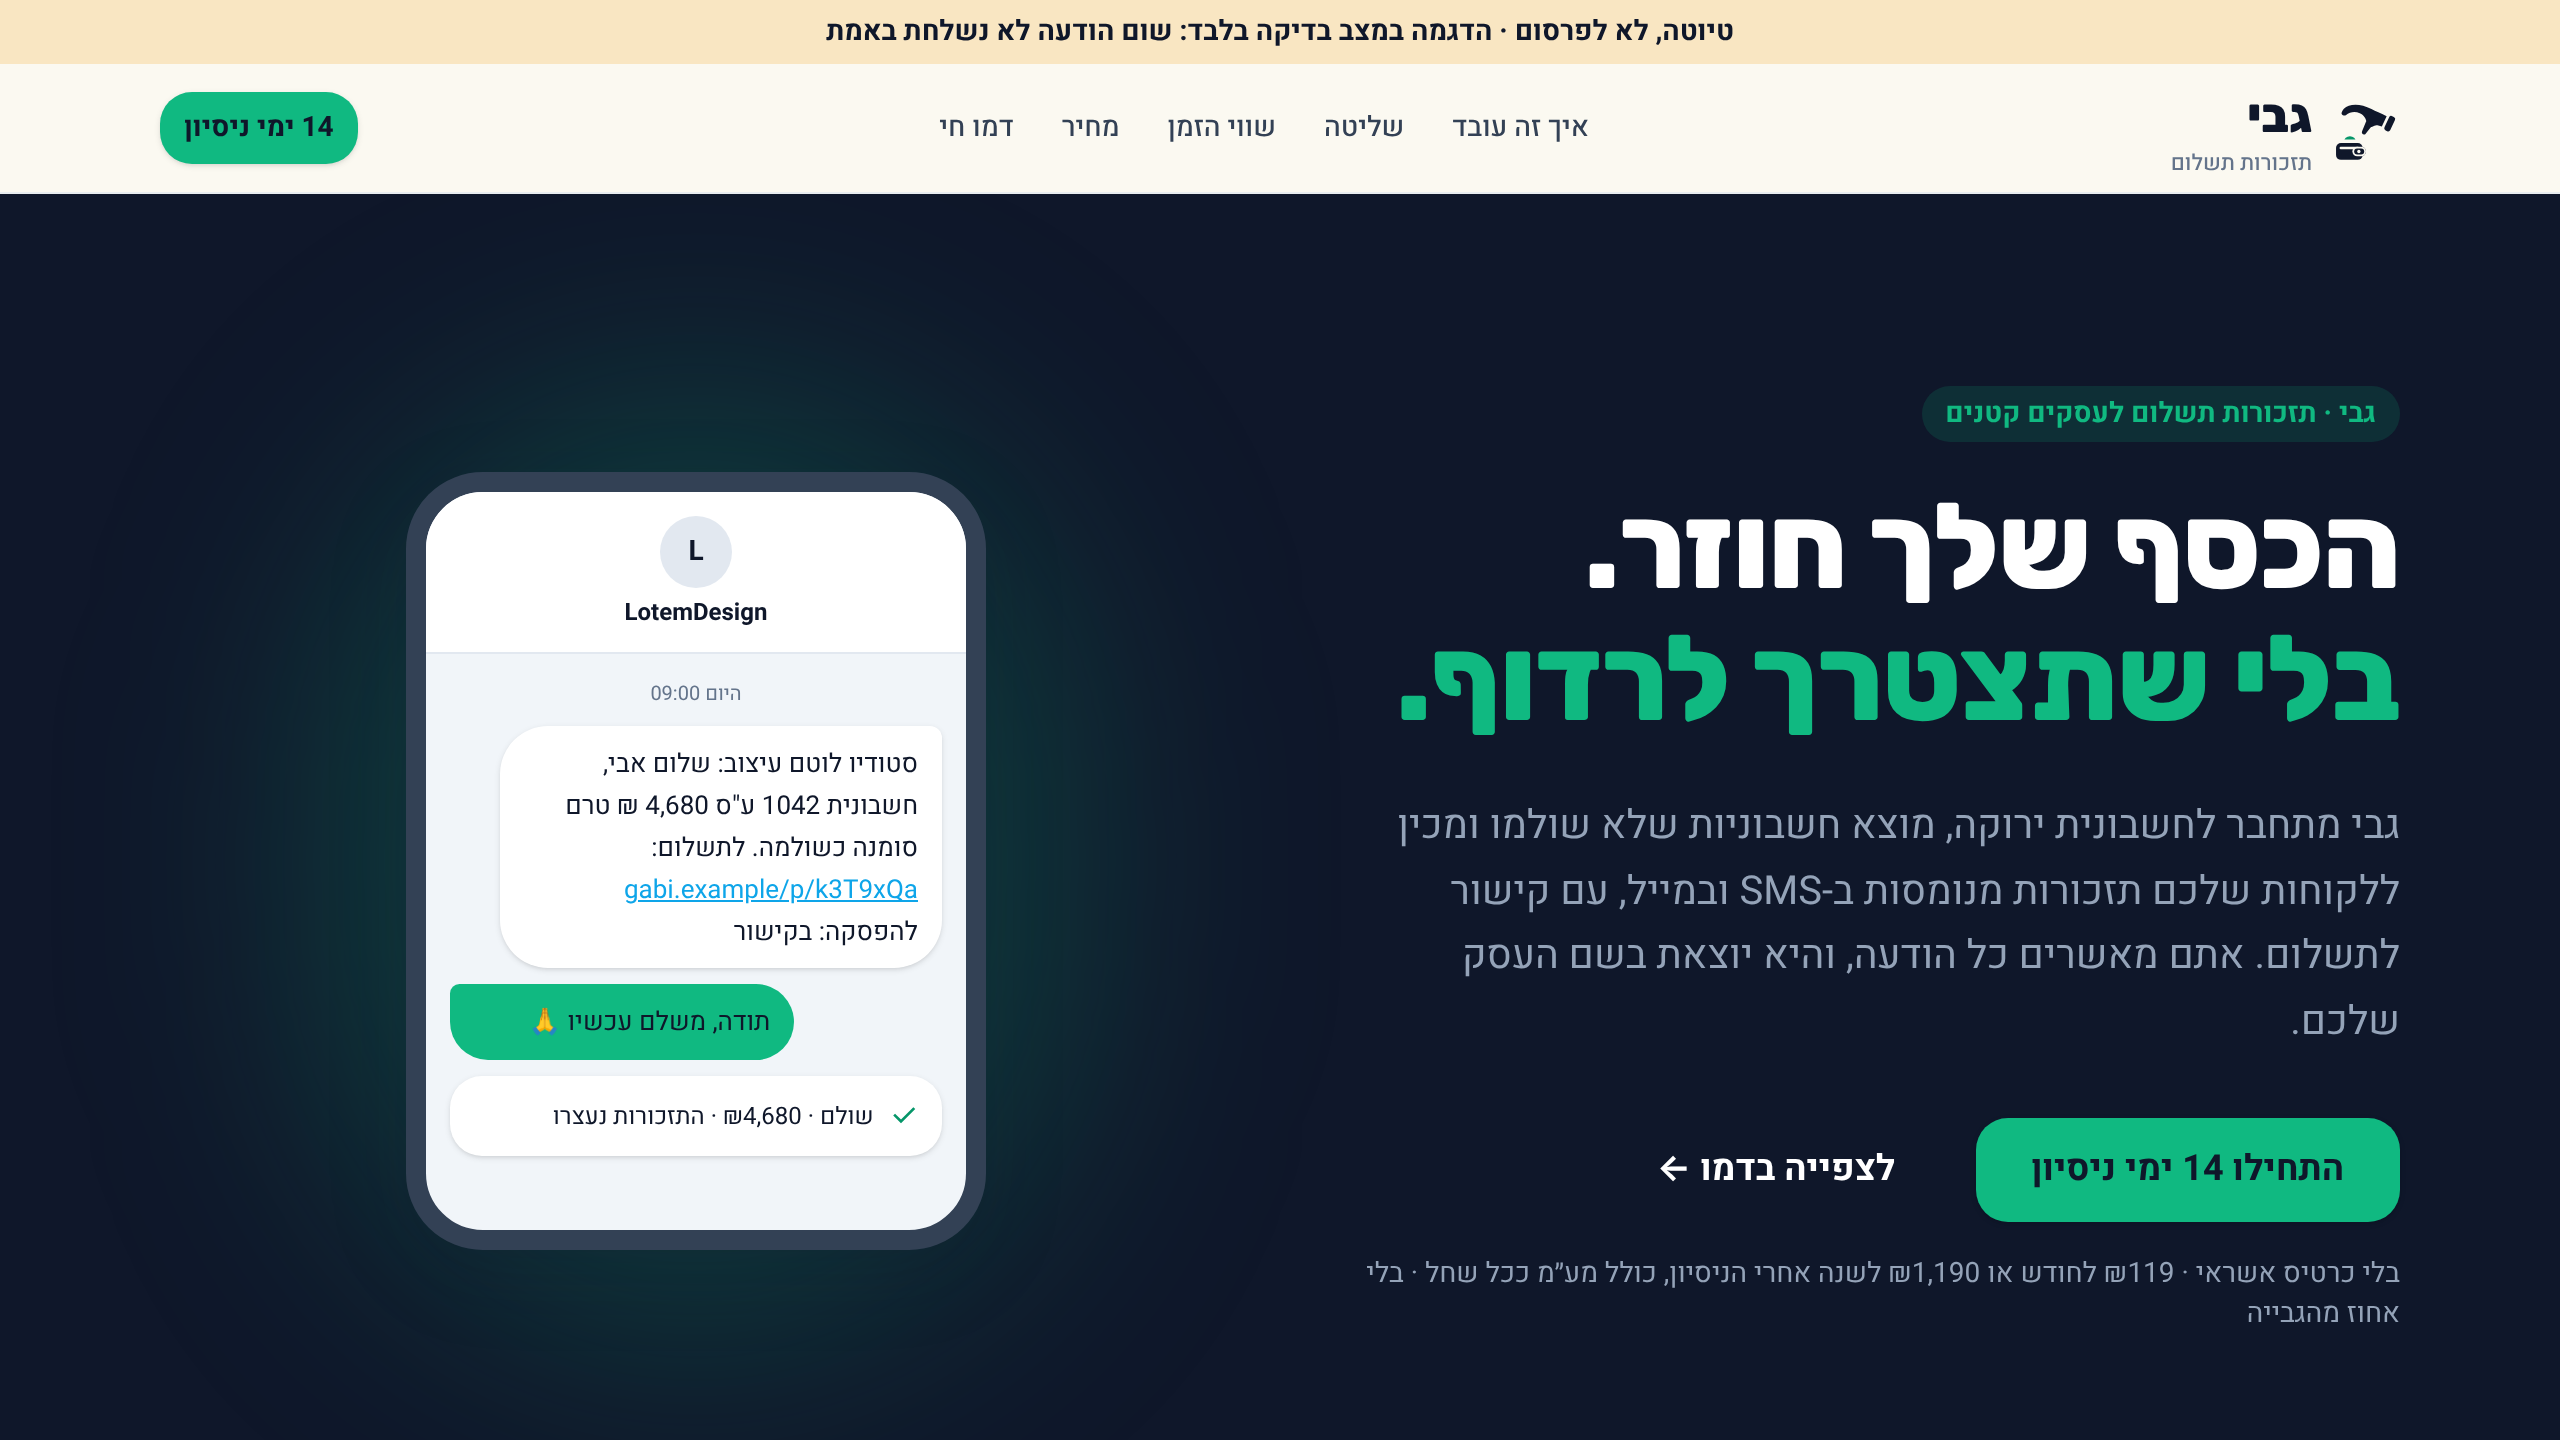 טיוטה, לא לפרסום · הדגמה במצב בדיקה בלבד: שום הודעה לא נשלחת באמת
גבי
תזכורות תשלום
איך זה עובד
שליטה
שווי הזמן
מחיר
דמו חי
14 ימי ניסיון
גבי · תזכורות תשלום לעסקים קטנים
הכסף שלך חוזר.
בלי שתצטרך לרדוף.
גבי מתחבר לחשבונית ירוקה, מוצא חשבוניות שלא שולמו ומכין
ללקוחות שלכם תזכורות מנומסות ב-SMS ובמייל, עם קישור
לתשלום. אתם מאשרים כל הודעה, והיא יוצאת בשם העסק
שלכם.
התחילו 14 ימי ניסיון
לצפייה בדמו ←
בלי כרטיס אשראי · ₪119 לחודש או ₪1,190 לשנה אחרי הניסיון, כולל מע״מ ככל שחל · בלי
אחוז מהגבייה
L
LotemDesign
היום 09:00
סטודיו לוטם עיצוב: שלום אבי,
חשבונית 1042 ע"ס 4,680 ₪ טרם
סומנה כשולמה. לתשלום:
gabi.example/p/k3T9xQa
להפסקה: בקישור
תודה, משלם עכשיו 🙏
שולם · ₪4,680 · התזכורות נעצרו